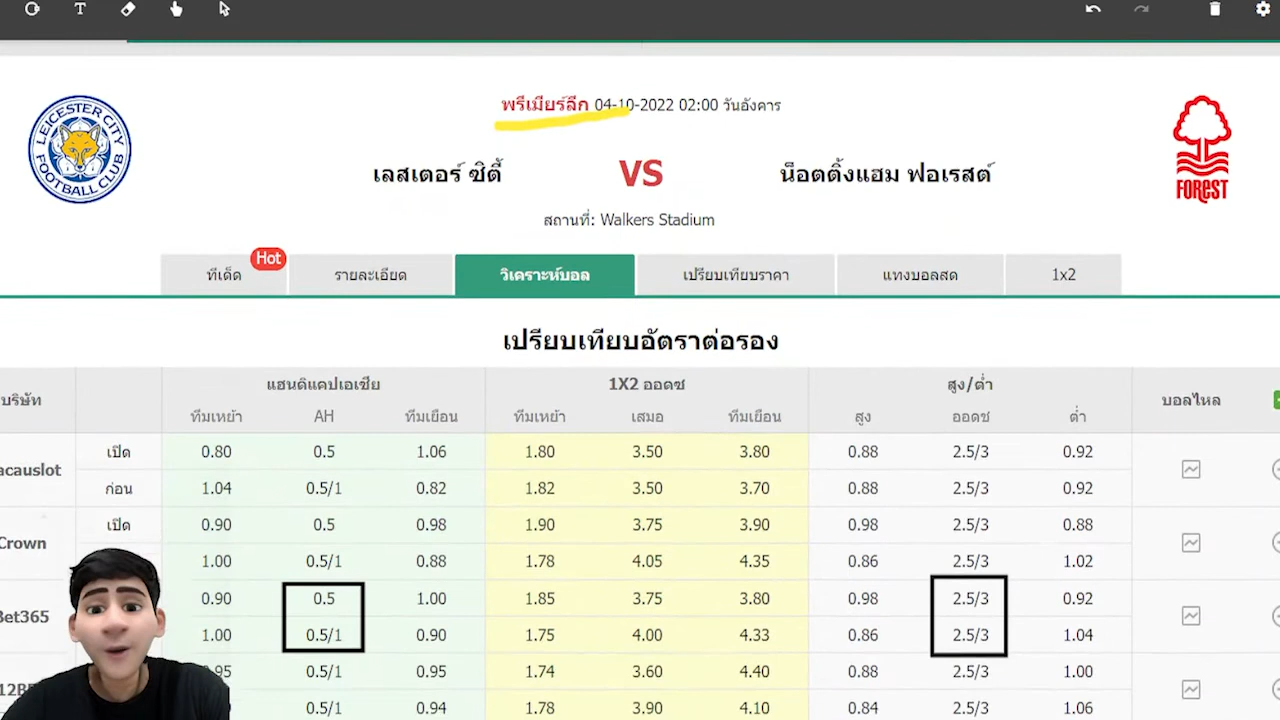 T
LEICESTER CITY
FOOTBALL CLUB
พรีเมียร์ลีก 04-10-2022 02:00 วันอังคาร
เลสเตอร์ ซิตี้ VS น็อตติ้งแฮม ฟอเรสต์
FOREST
สถานที่: Walkers Stadium
ทีเด็ด Hot รายละเอียด วิเคราะห์บอล เปรียบเทียบราคา แทงบอลสด 1x2
เปรียบเทียบอัตราต่อรอง
บริษัท แฮนดิแคปเอเชีย 1X2 ออดซ สูง/ต่ำ บอลไหล
ทีมเหย้า AH ทีมเยือน ทีมเหย้า เสมอ ทีมเยือน สูง ออดซ ต่ำ
acauslot เปิด 0.80 0.5 1.06 1.80 3.50 3.80 0.88 2.5/3 0.92
ก่อน 1.04 0.5/1 0.82 1.82 3.50 3.70 0.88 2.5/3 0.92
Crown เปิด 0.90 0.5 0.98 1.90 3.75 3.90 0.98 2.5/3 0.88
1.00 0.5/1 0.88 1.78 4.05 4.35 0.86 2.5/3 1.02
Bet365 0.90 0.5 1.00 1.85 3.75 3.80 0.98 2.5/3 0.92
1.00 0.5/1 0.90 1.75 4.00 4.33 0.86 2.5/3 1.04
12B 0.95 0.5/1 0.95 1.74 3.60 4.40 0.88 2.5/3 1.00
0.5/1 0.94 1.78 3.90 4.10 0.84 2.5/3 1.06